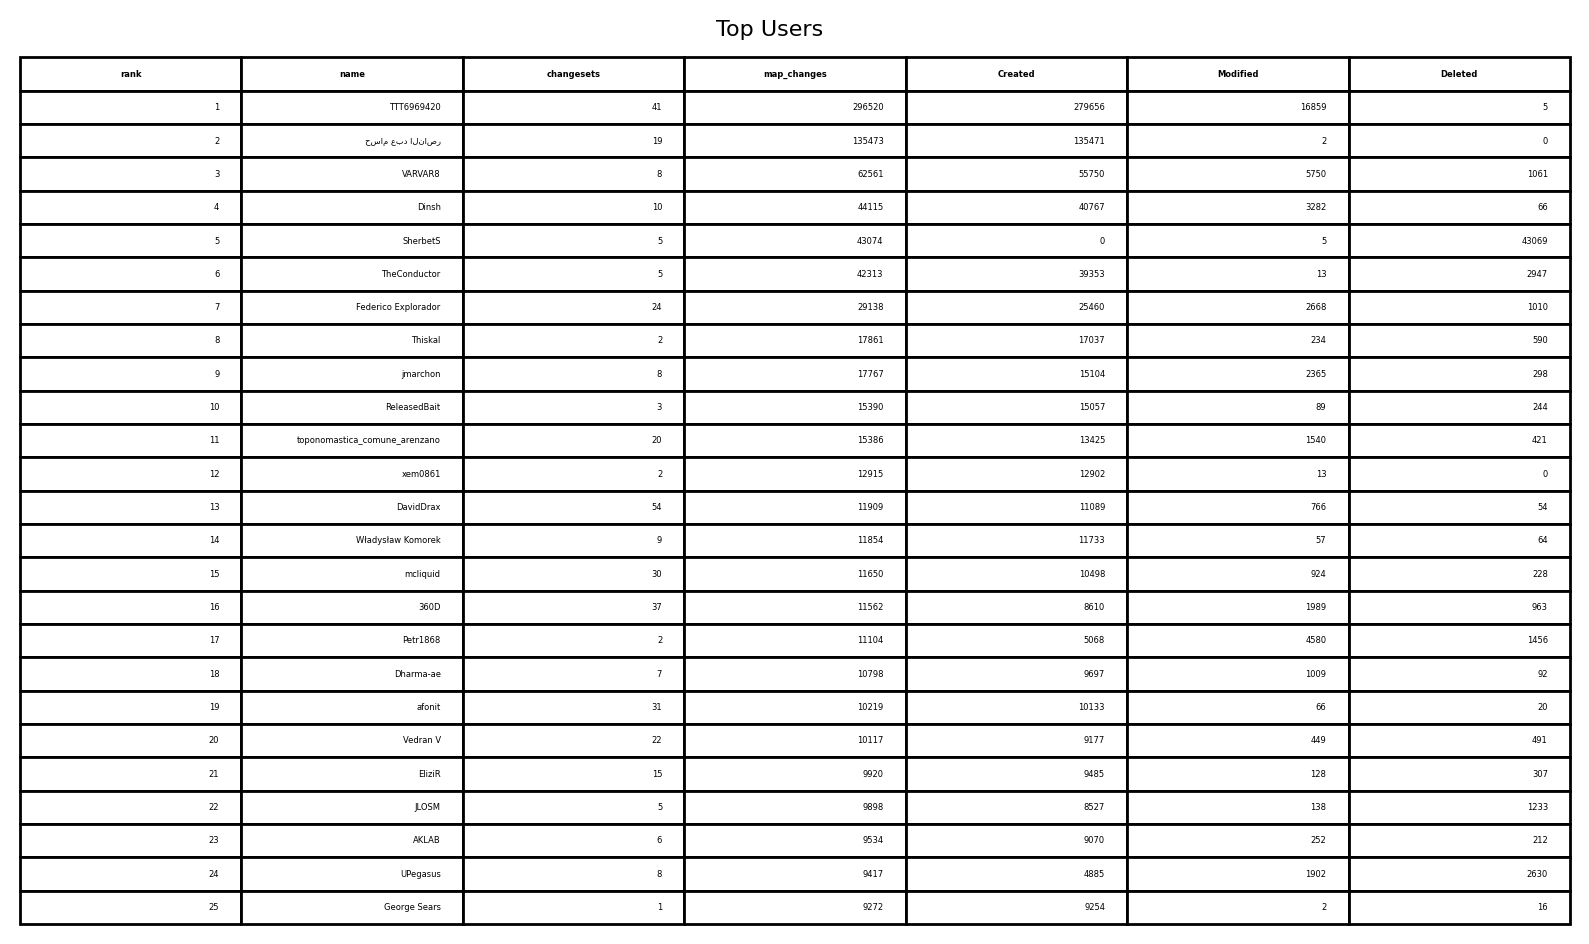 Top Users
rank name changesets map_changes Created Modified Deleted
1 TTT6969420 41 296520 279656 16859 5
2 حسام عبد الناصر 19 135473 135471 2 0
3 VARVAR8 8 62561 55750 5750 1061
4 Dinsh 10 44115 40767 3282 66
5 SherbetS 5 43074 0 5 43069
6 TheConductor 5 42313 39353 13 2947
7 Federico Explorador 24 29138 25460 2668 1010
8 Thiskal 2 17861 17037 234 590
9 jmarchon 8 17767 15104 2365 298
10 ReleasedBait 3 15390 15057 89 244
11 toponomastica_comune_arenzano 20 15386 13425 1540 421
12 xem0861 2 12915 12902 13 0
13 DavidDrax 54 11909 11089 766 54
14 Władysław Komorek 9 11854 11733 57 64
15 mcliquid 30 11650 10498 924 228
16 360D 37 11562 8610 1989 963
17 Petr1868 2 11104 5068 4580 1456
18 Dharma-ae 7 10798 9697 1009 92
19 afonit 31 10219 10133 66 20
20 Vedran V 22 10117 9177 449 491
21 EliziR 15 9920 9485 128 307
22 JLOSM 5 9898 8527 138 1233
23 AKLAB 6 9534 9070 252 212
24 UPegasus 8 9417 4885 1902 2630
25 George Sears 1 9272 9254 2 16